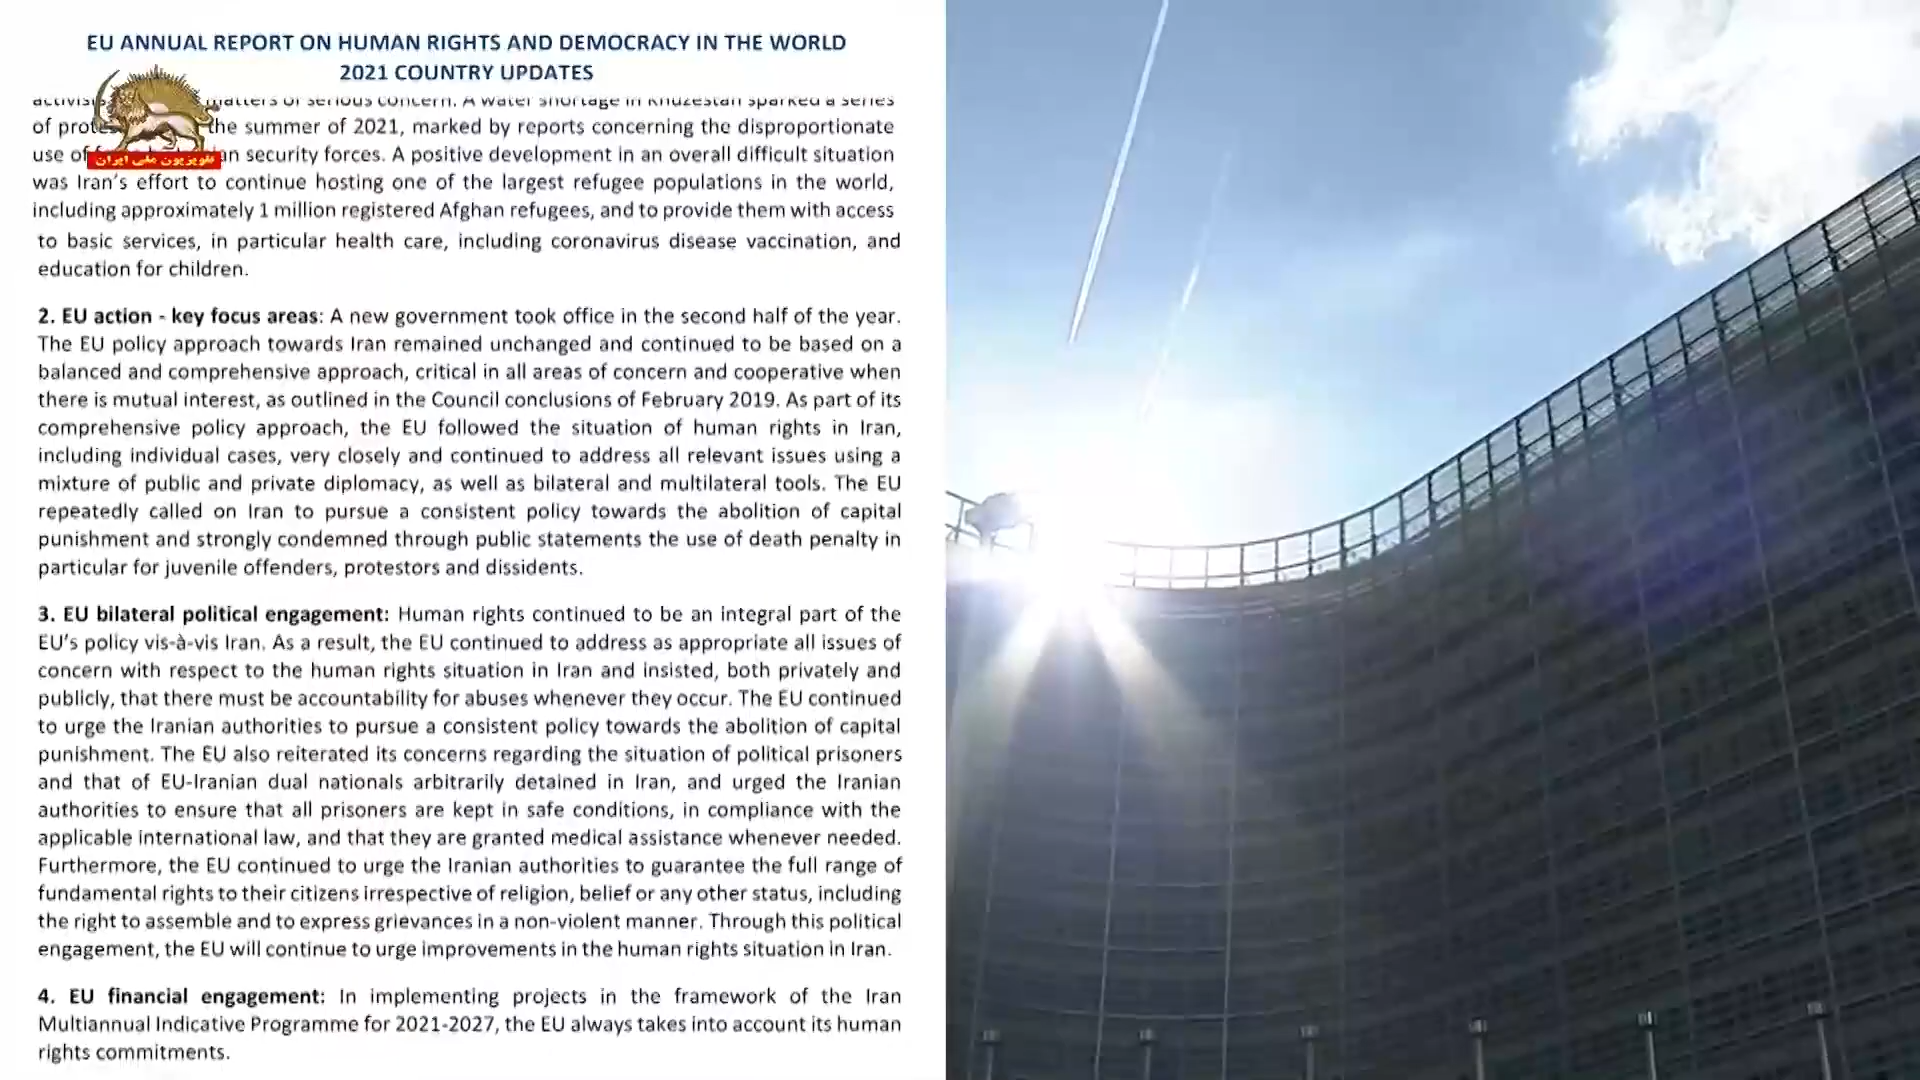 EU ANNUAL REPORT ON HUMAN RIGHTS AND DEMOCRACY IN THE WORLD
2021 COUNTRY UPDATES
matters of serious concern. A water shortage in Khuzestan sparked a series
of the summer of 2021, marked by reports concerning the disproportionate
use of security forces. A positive development in an overall difficult situation
سیمای آزادی تلویزیون ملی ایران
was Iran's effort to continue hosting one of the largest refugee populations in the world,
including approximately 1 million registered Afghan refugees, and to provide them with access
to basic services, in particular health care, including coronavirus disease vaccination, and
education for children.
2. EU action - key focus areas: A new government took office in the second half of the year.
The EU policy approach towards Iran remained unchanged and continued to be based on a
balanced and comprehensive approach, critical in all areas of concern and cooperative when
there is mutual interest, as outlined in the Council conclusions of February 2019. As part of its
comprehensive policy approach, the EU followed the situation of human rights in Iran,
including individual cases, very closely and continued to address all relevant issues using a
mixture of public and private diplomacy, as well as bilateral and multilateral tools. The EU
repeatedly called on Iran to pursue a consistent policy towards the abolition of capital
punishment and strongly condemned through public statements the use of death penalty in
particular for juvenile offenders, protestors and dissidents.
3. EU bilateral political engagement: Human rights continued to be an integral part of the
EU's policy vis-à-vis Iran. As a result, the EU continued to address as appropriate all issues of
concern with respect to the human rights situation in Iran and insisted, both privately and
publicly, that there must be accountability for abuses whenever they occur. The EU continued
to urge the Iranian authorities to pursue a consistent policy towards the abolition of capital
punishment. The EU also reiterated its concerns regarding the situation of political prisoners
and that of EU-Iranian dual nationals arbitrarily detained in Iran, and urged the Iranian
authorities to ensure that all prisoners are kept in safe conditions, in compliance with the
applicable international law, and that they are granted medical assistance whenever needed.
Furthermore, the EU continued to urge the Iranian authorities to guarantee the full range of
fundamental rights to their citizens irrespective of religion, belief or any other status, including
the right to assemble and to express grievances in a non-violent manner. Through this political
engagement, the EU will continue to urge improvements in the human rights situation in Iran.
4. EU financial engagement: In implementing projects in the framework of the Iran
Multiannual Indicative Programme for 2021-2027, the EU always takes into account its human
rights commitments.